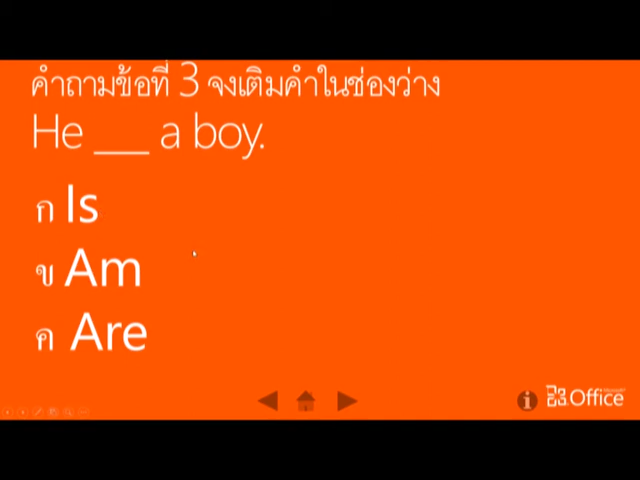 คำถามข้อที่ 3 จงเติมคำในช่องว่าง
He ___ a boy.
ก Is
ข Am
ค Are
Microsoft
Office